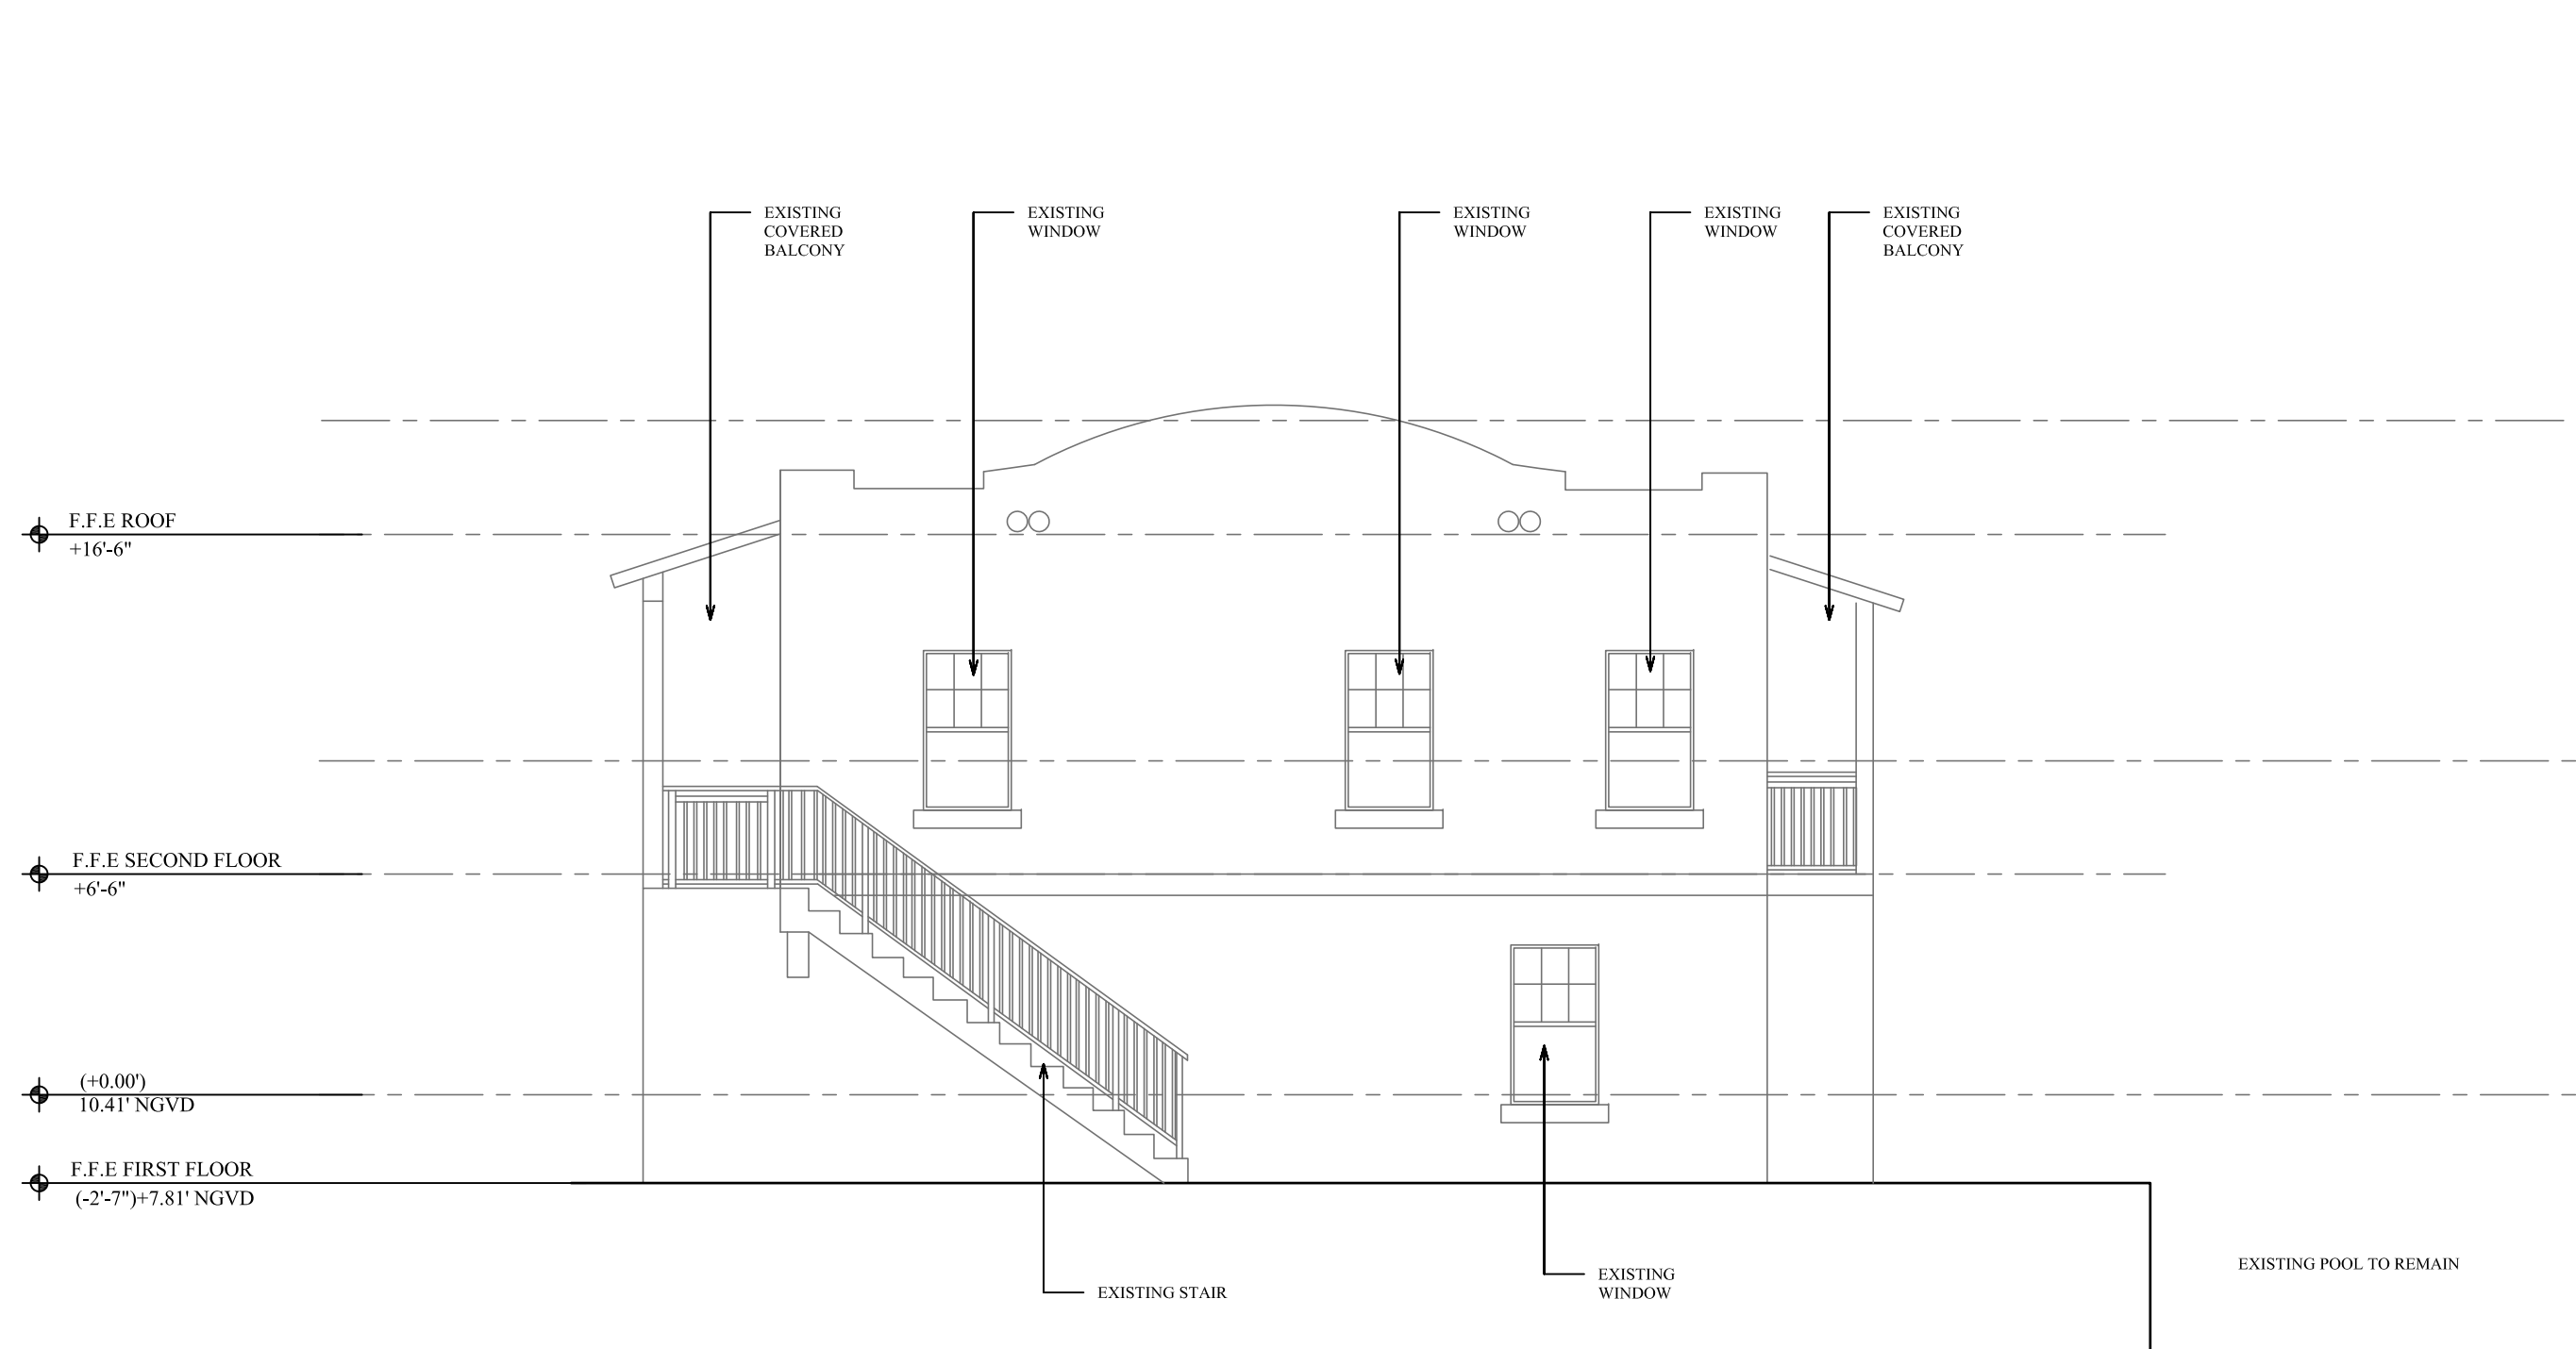 EXISTING
COVERED
BALCONY
EXISTING
WINDOW
EXISTING
WINDOW
EXISTING
WINDOW
EXISTING
COVERED
BALCONY
F.F.E ROOF
+16'-6"
F.F.E SECOND FLOOR
+6'-6"
(+0.00')
10.41' NGVD
F.F.E FIRST FLOOR
(-2'-7")+7.81' NGVD
EXISTING STAIR
EXISTING
WINDOW
EXISTING POOL TO REMAIN